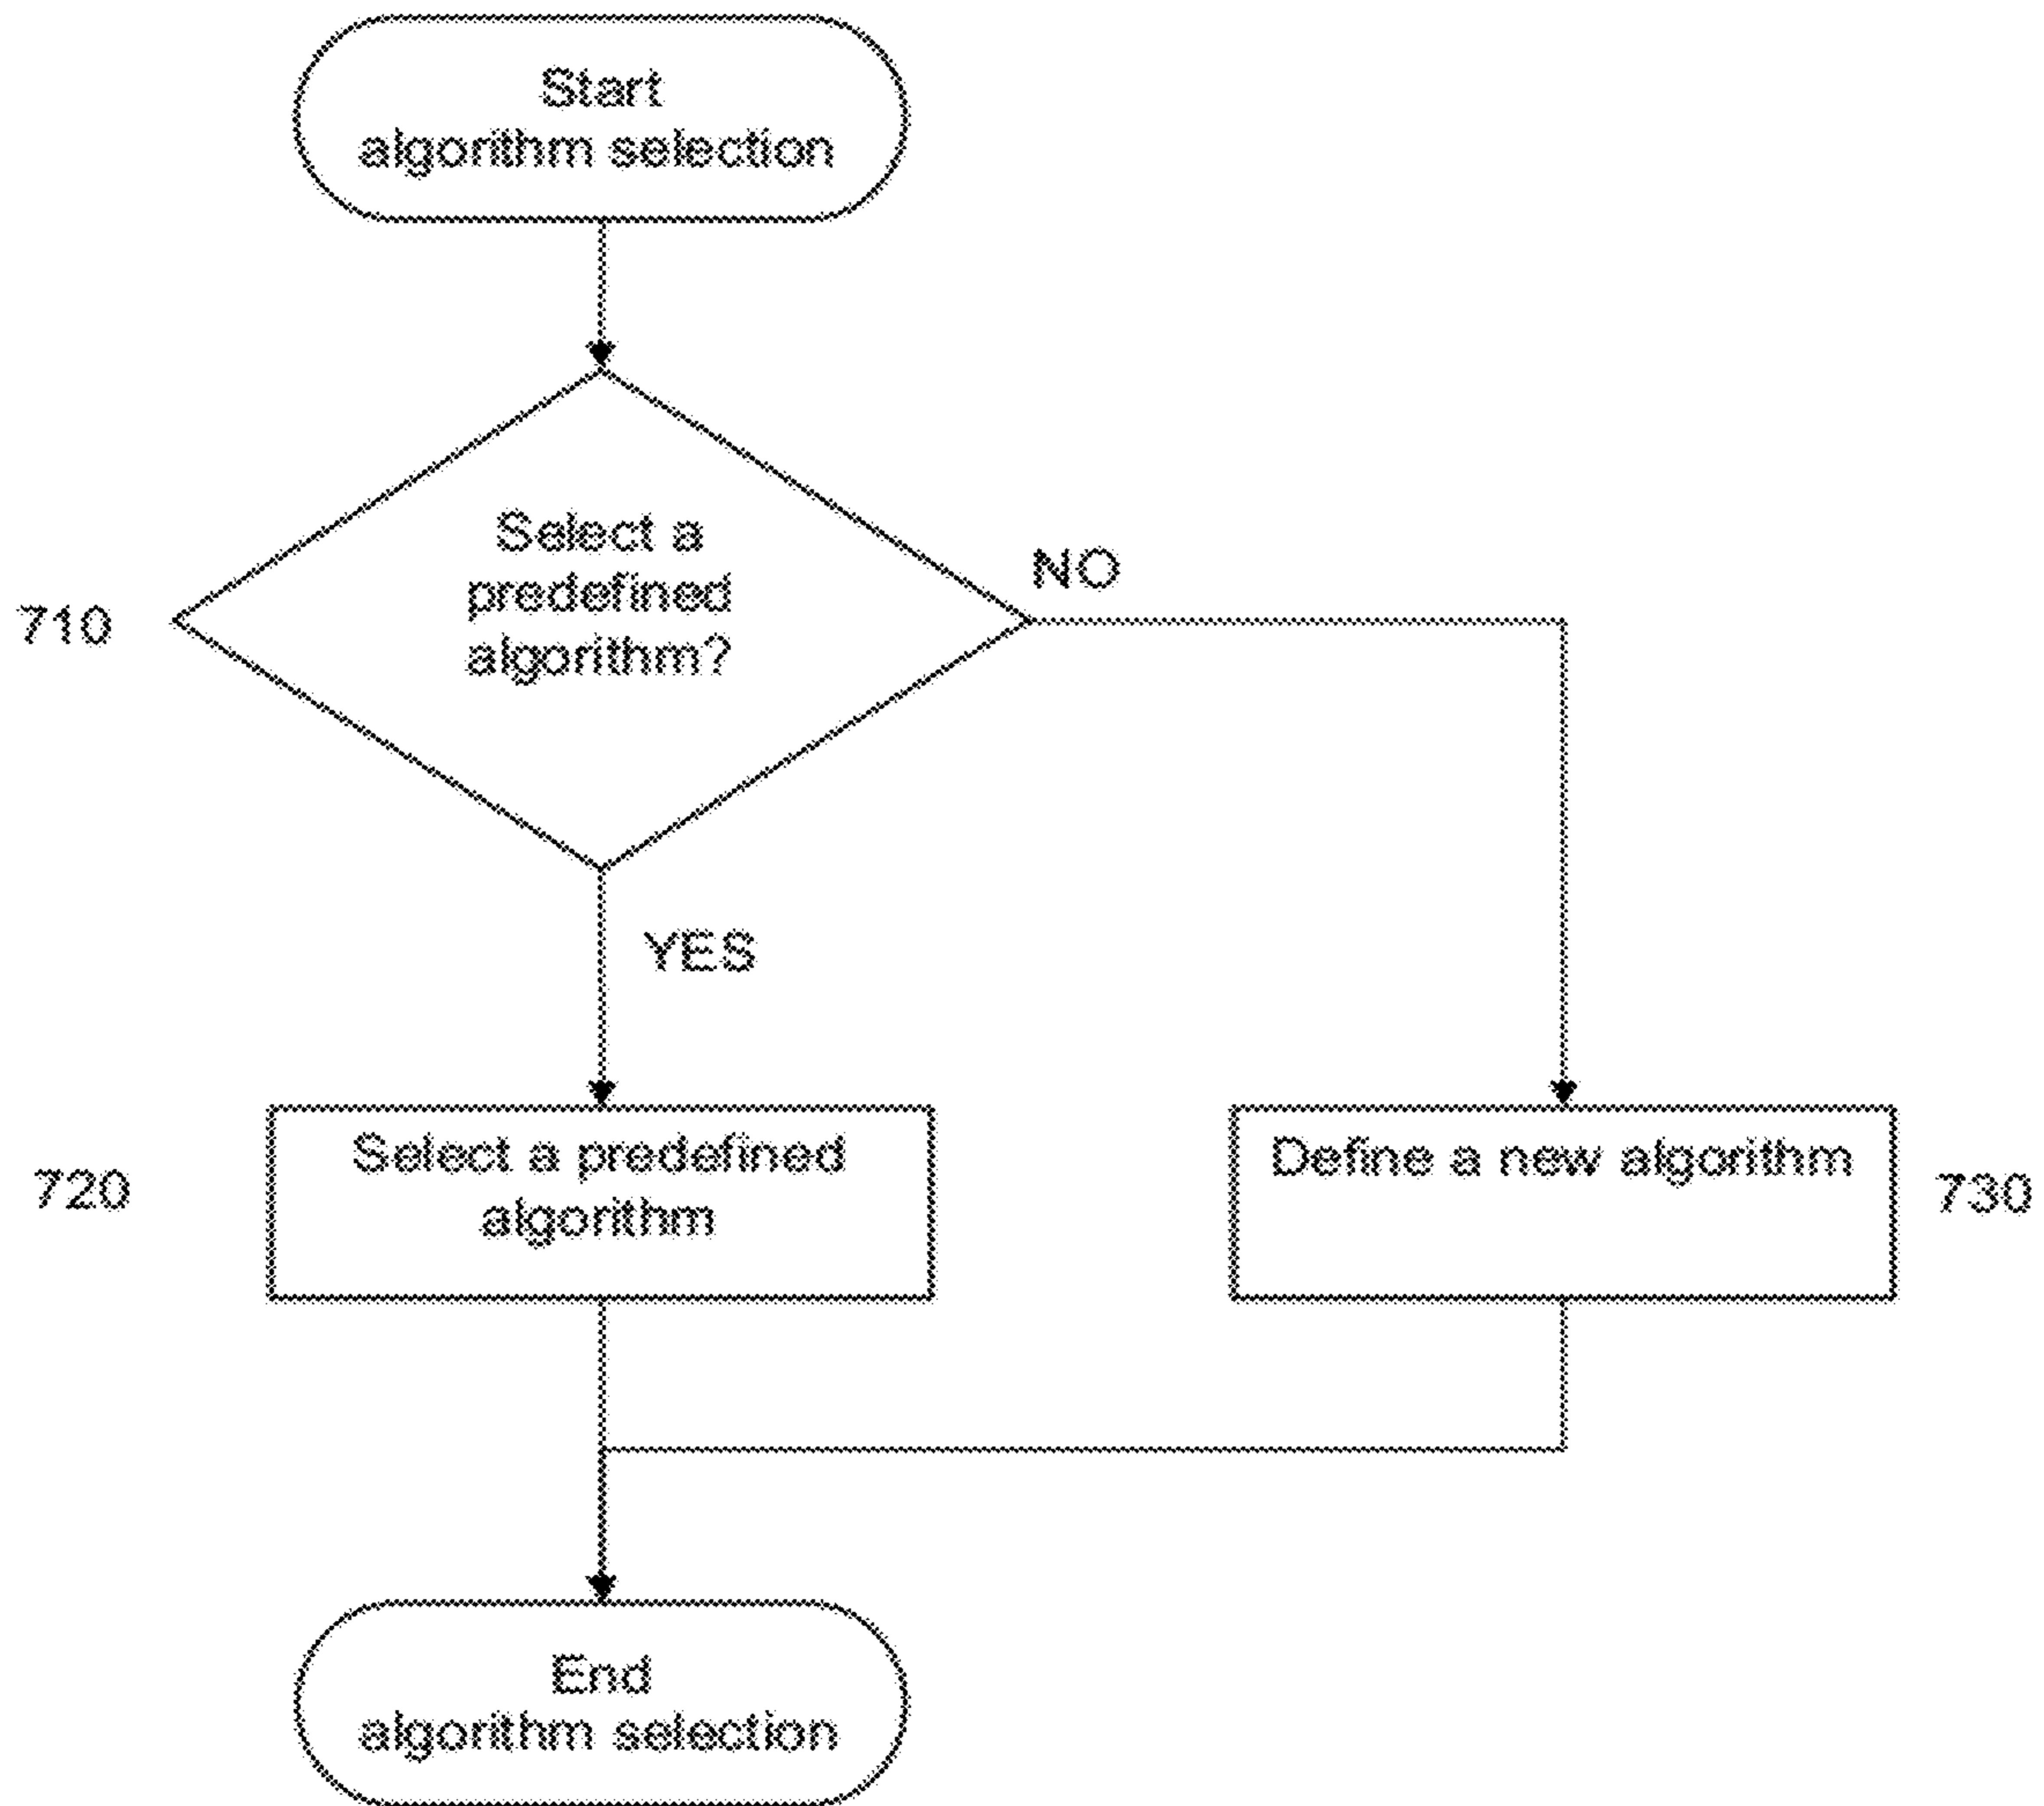 Start
algorithm selection
Select a
predefined
algorithm?
710
NO
YES
720
Select a predefined
algorithm
Define a new algorithm
730
End
algorithm selection